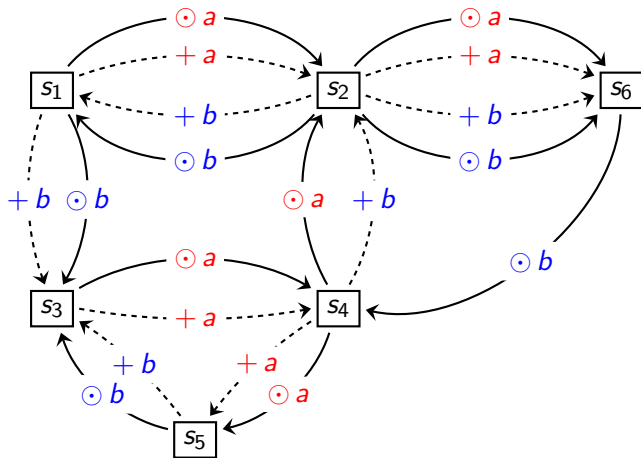 ⊙ a ⊙ a
+ a + a
s₁ s₂ s₆
+ b + b
⊙ b ⊙ b
+ b ⊙ b ⊙ a + b
⊙ a ⊙ b
s₃ s₄
+ a
+ b + a
⊙ b ⊙ a
s₅